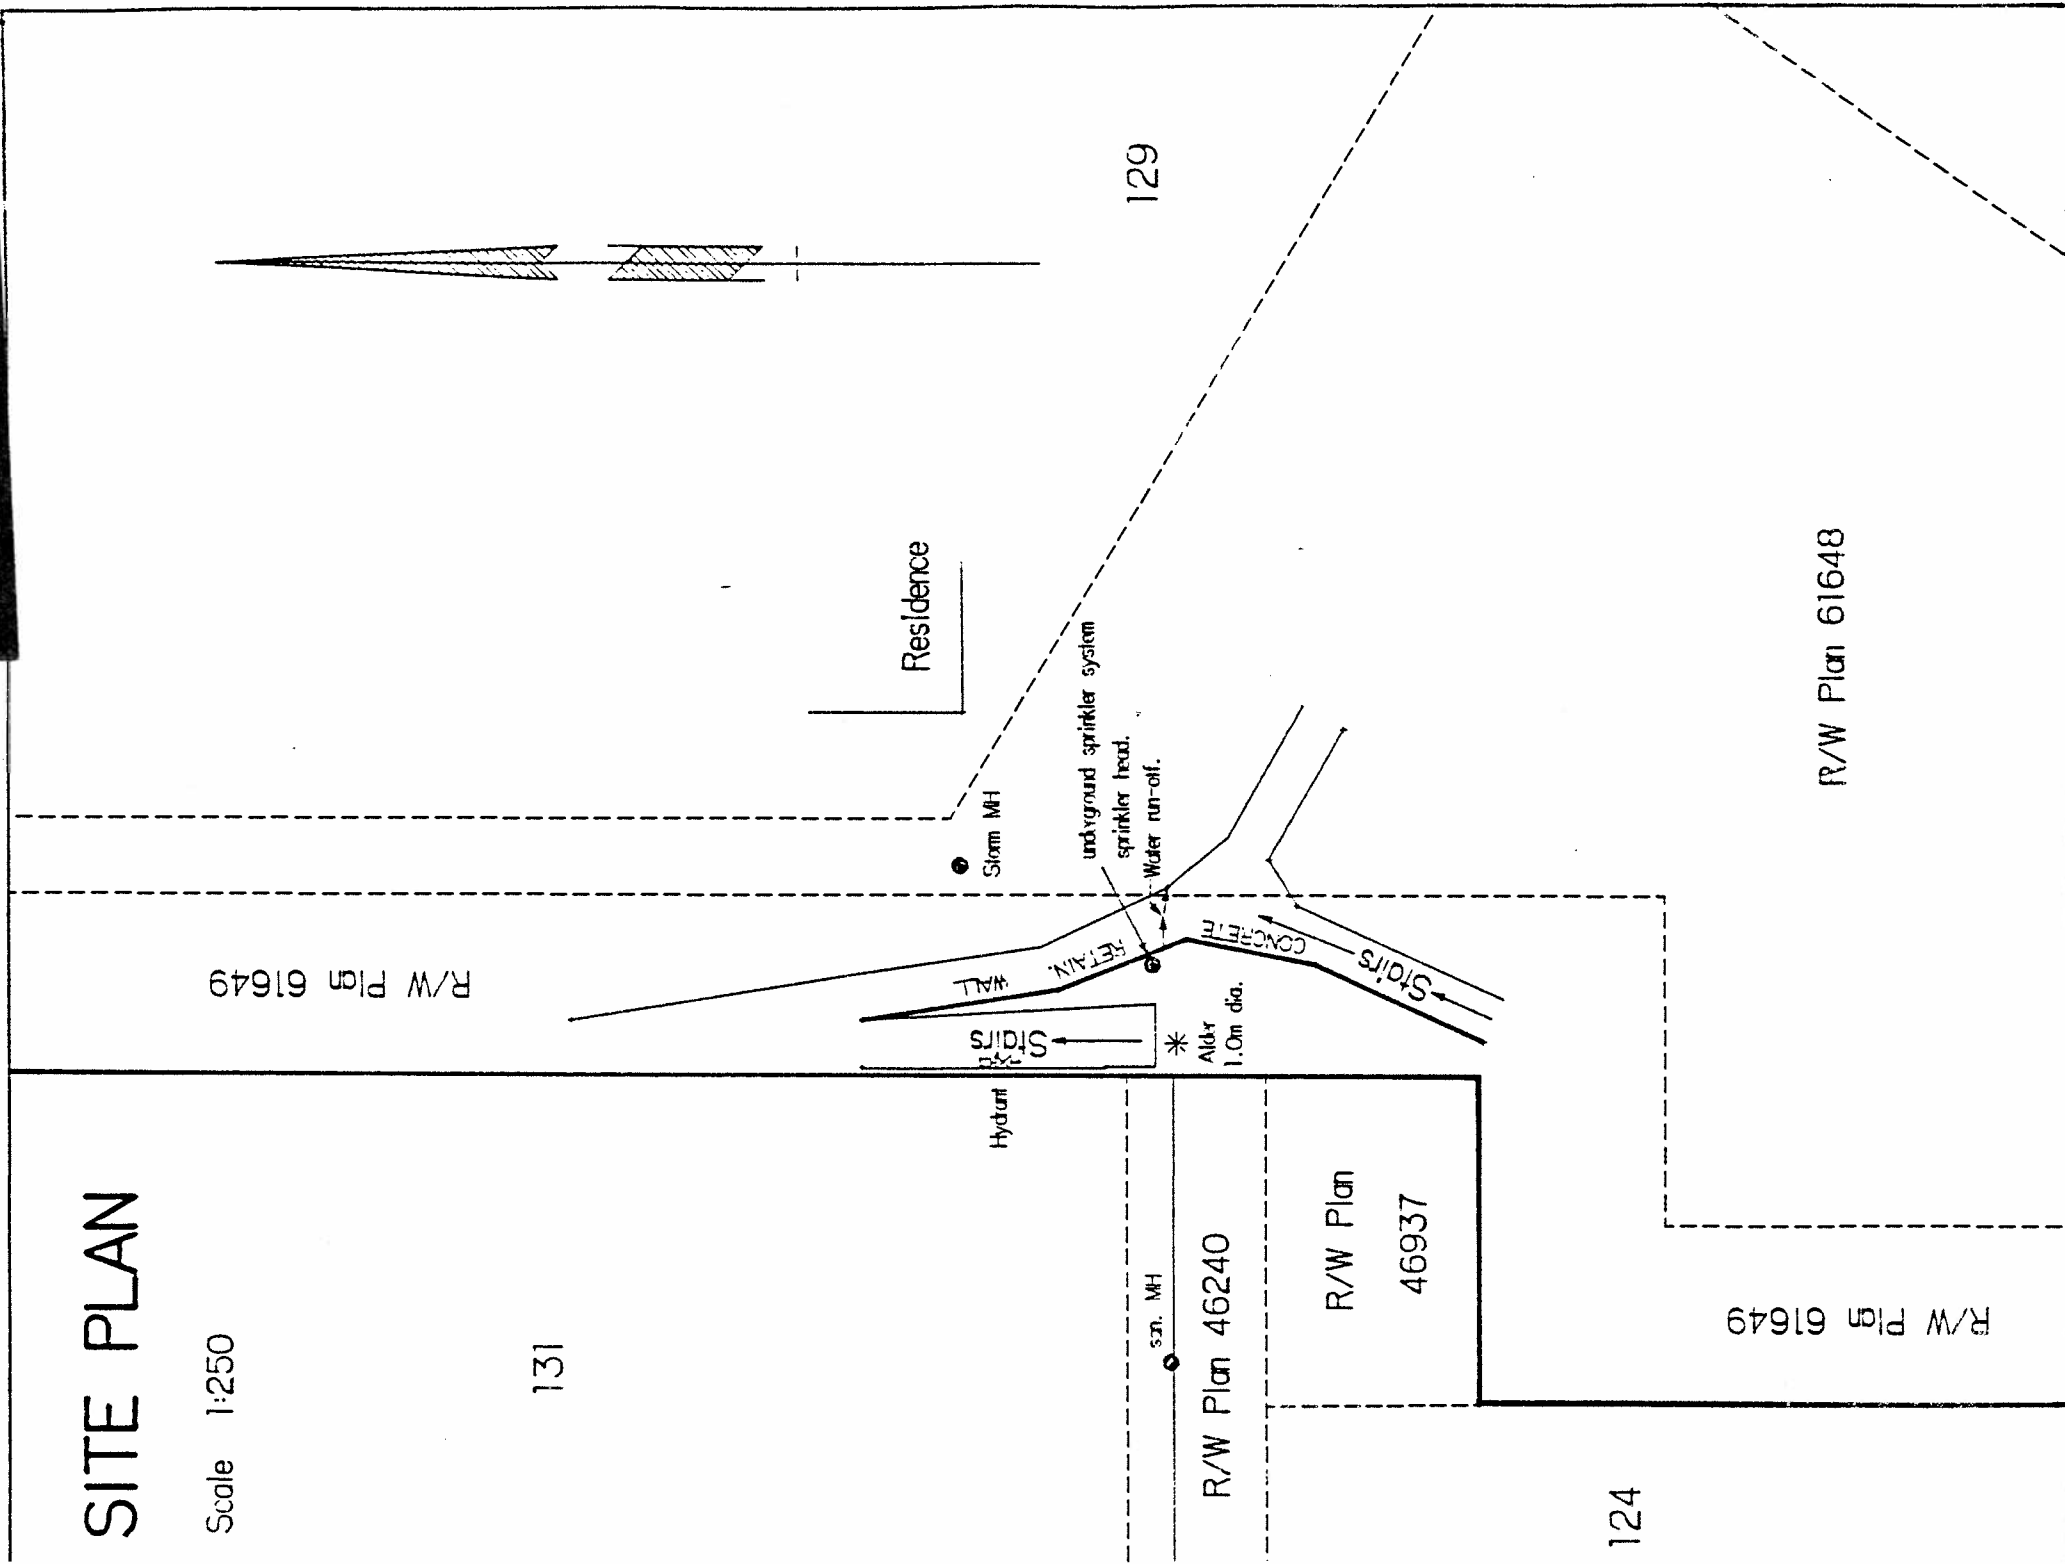 SITE PLAN
Scale 1:250
131
R/W Plan 61649
129
Residence
Storm MH
underground sprinkler system
sprinkler head.
Water run-off.
RETAIN.
WALL
CONCRETE
Stairs
Stairs
Hydrant
Alder
1.0m dia.
san. MH
R/W Plan 46240
R/W Plan
46937
R/W Plan 61648
R/W Plan 61649
124